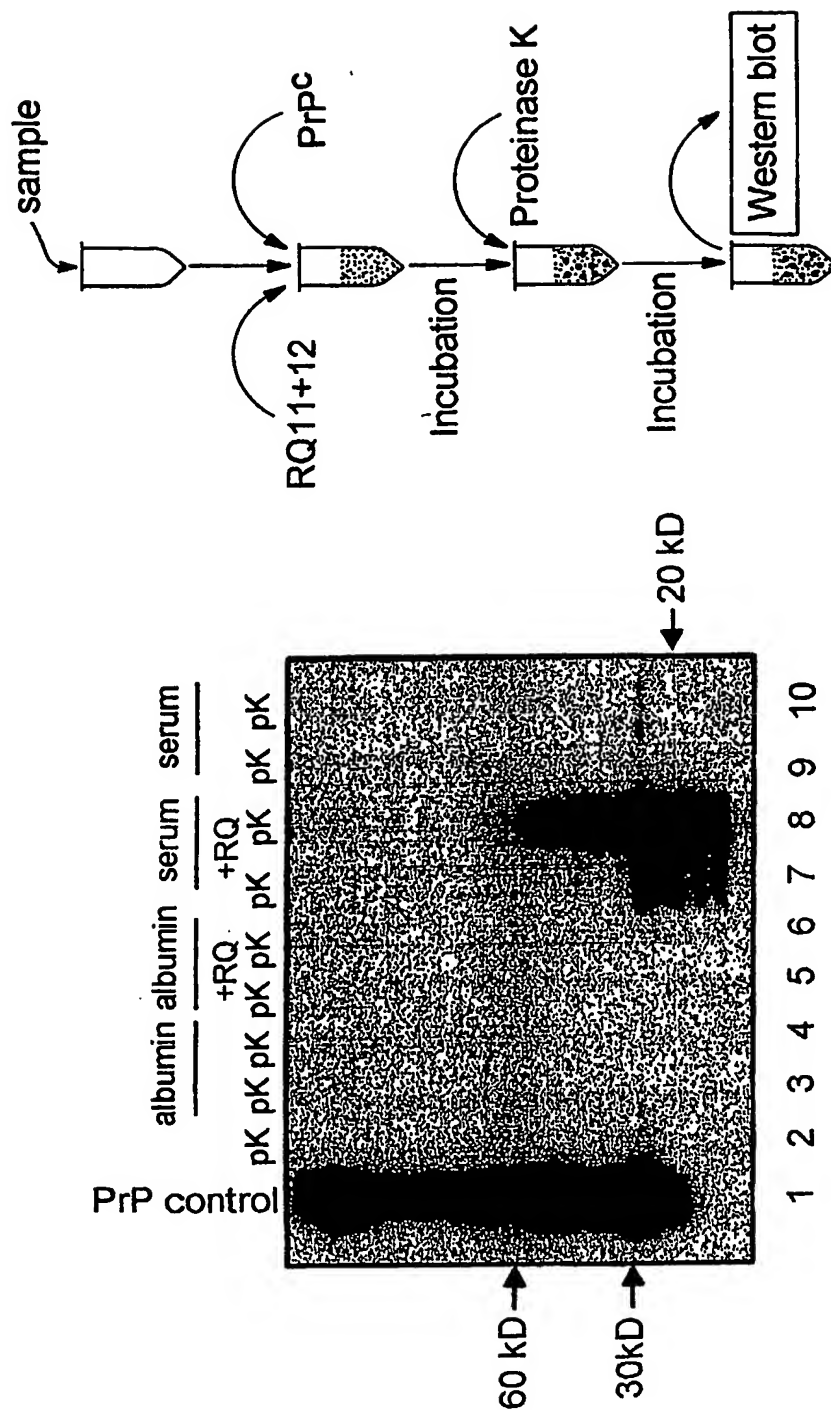 sample
RQ11+12
PrPᶜ
Incubation
Proteinase K
Incubation
Western blot
albumin albumin serum serum
+RQ +RQ
PrP control pK pK pK pK pK pK pK pK pK
60 kD
30kD
20 kD
1 2 3 4 5 6 7 8 9 10